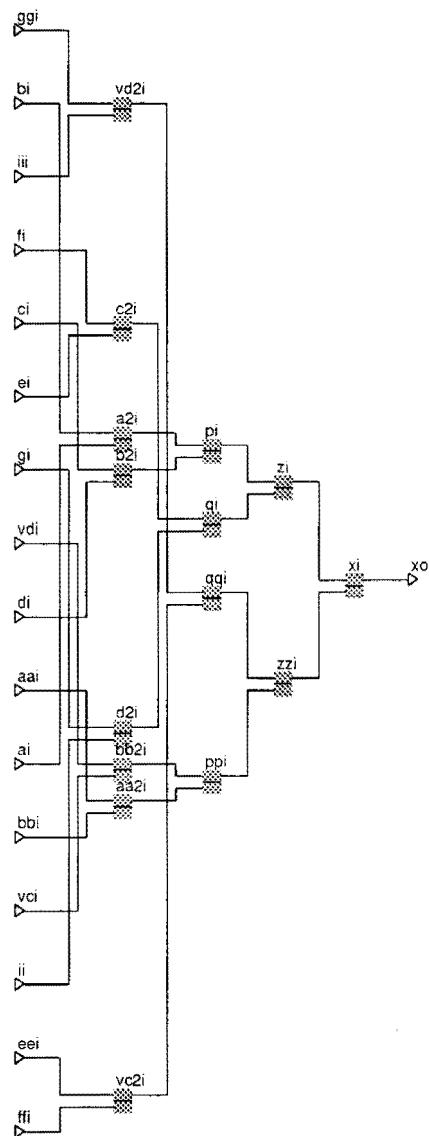 ggi
bi
vd2i
iii
fi
ci
c2i
ei
a2i
pi
gi
b2i
zi
qi
vdi
xi
xo
di
qqi
zzi
aai
d2i
ai
bb2i
ppi
aa2i
bbi
vci
ii
eei
vc2i
ffi